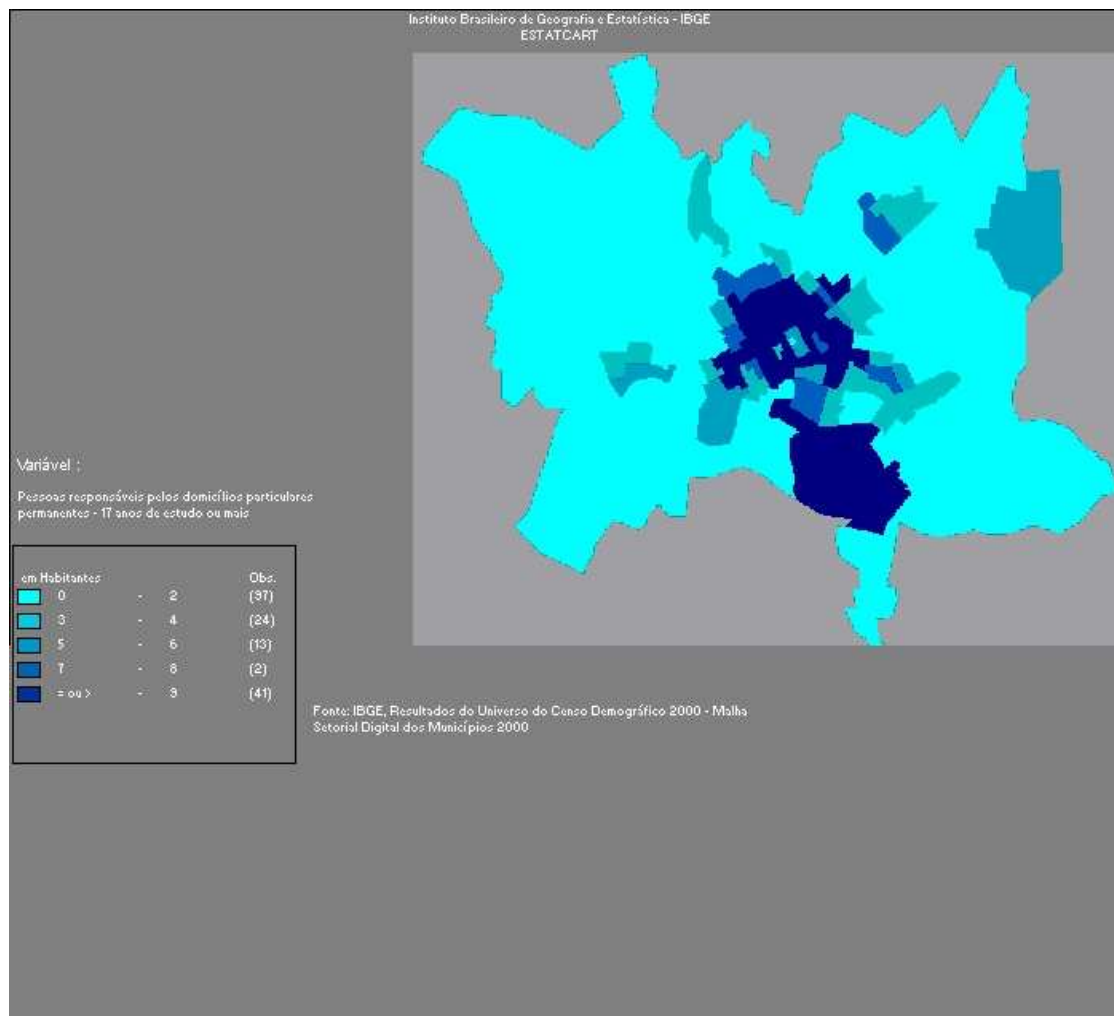 Instituto Brasileiro de Geografia e Estatística - IBGE
ESTATCART
Variável :
Pessoas responsáveis pelos domicílios particulares
permanentes - 17 anos de estudo ou mais
em Habitantes Obs.
0 - 2 (97)
3 - 4 (24)
5 - 6 (13)
7 - 8 (2)
= ou > - 9 (41)
Fonte: IBGE, Resultados do Universo do Censo Demográfico 2000 - Malha
Setorial Digital dos Municípios 2000